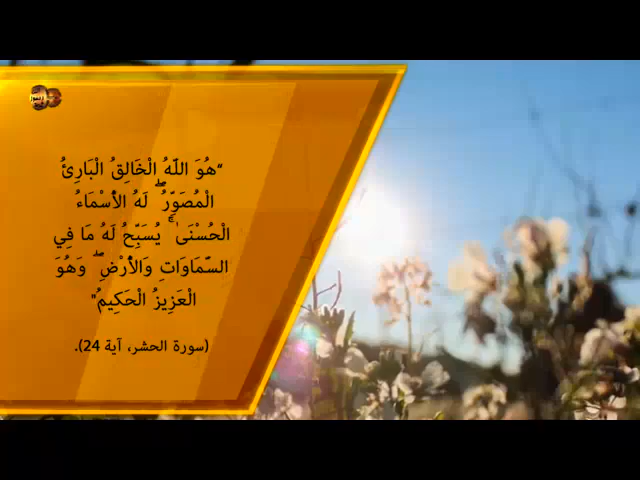 “هُوَ اللَّهُ الْخَالِقُ الْبَارِئُ
الْمُصَوِّرُ ۖ لَهُ الْأَسْمَاءُ
الْحُسْنَىٰ ۚ يُسَبِّحُ لَهُ مَا فِي
السَّمَاوَاتِ وَالْأَرْضِ ۖ وَهُوَ
الْعَزِيزُ الْحَكِيمُ"
(سورة الحشر، آية 24).